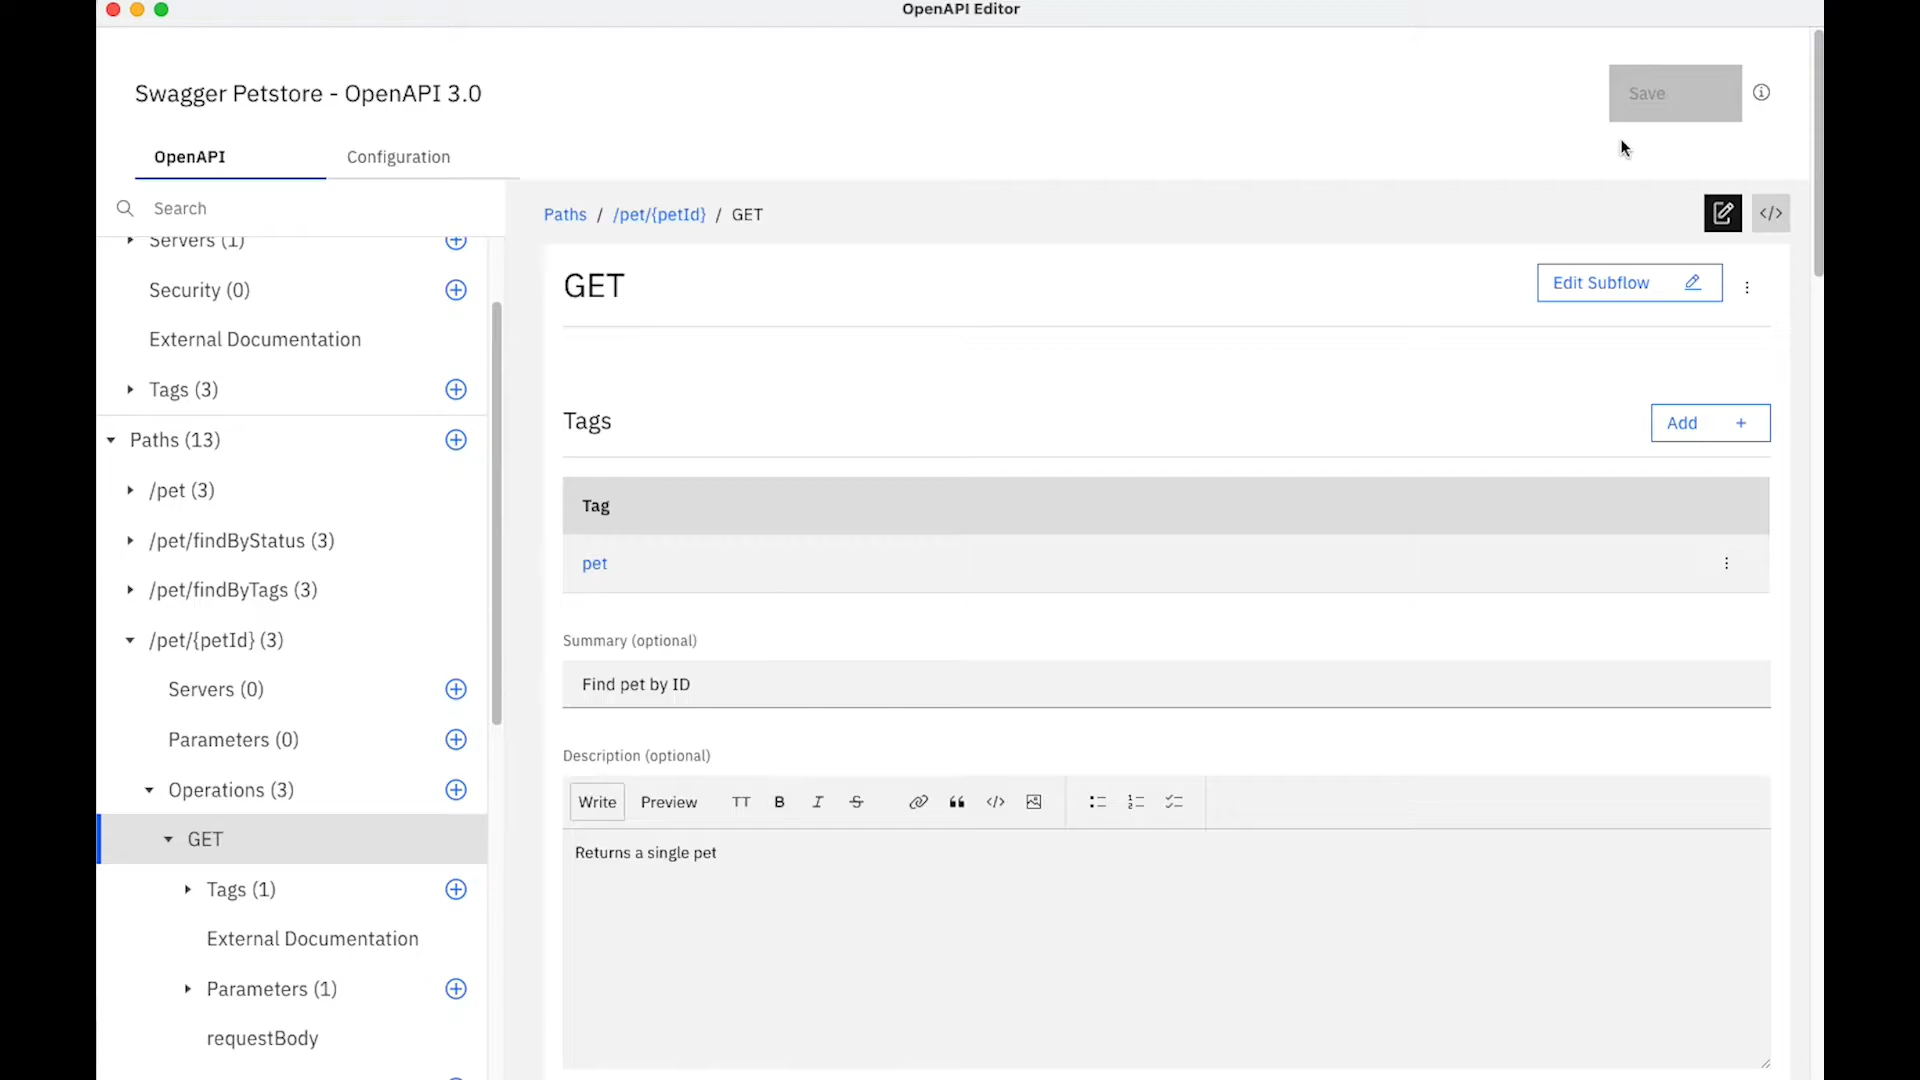 OpenAPI Editor
Swagger Petstore - OpenAPI 3.0
Save
OpenAPI
Configuration
Search
Servers (1)
Security (0)
External Documentation
Tags (3)
Paths (13)
/pet (3)
/pet/findByStatus (3)
/pet/findByTags (3)
/pet/{petId} (3)
Servers (0)
Parameters (0)
Operations (3)
GET
Tags (1)
External Documentation
Parameters (1)
requestBody
Paths / /pet/{petId} / GET
GET
Edit Subflow
Tags
Add +
Tag
pet
Summary (optional)
Find pet by ID
Description (optional)
Write Preview TT B I S
Returns a single pet